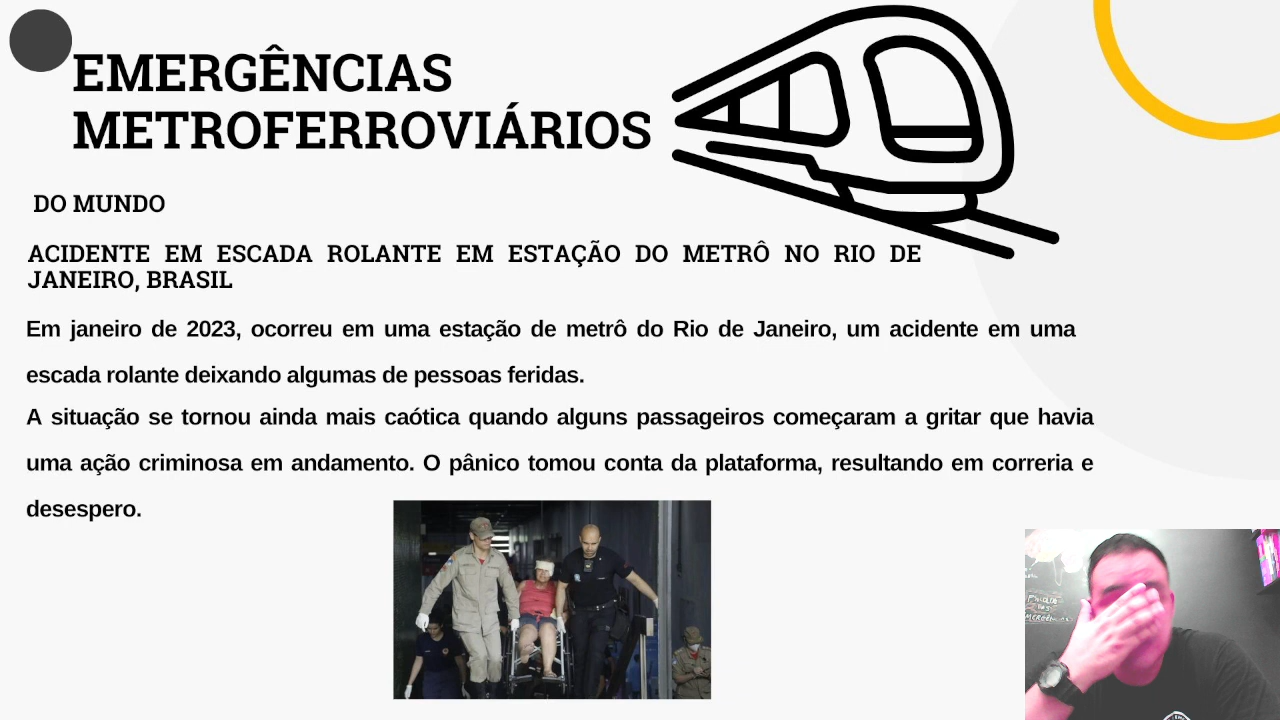 EMERGÊNCIAS
METROFERROVIÁRIOS
DO MUNDO
ACIDENTE EM ESCADA ROLANTE EM ESTAÇÃO DO METRÔ NO RIO DE
JANEIRO, BRASIL
Em janeiro de 2023, ocorreu em uma estação de metrô do Rio de Janeiro, um acidente em uma
escada rolante deixando algumas de pessoas feridas.
A situação se tornou ainda mais caótica quando alguns passageiros começaram a gritar que havia
uma ação criminosa em andamento. O pânico tomou conta da plataforma, resultando em correria e
desespero.